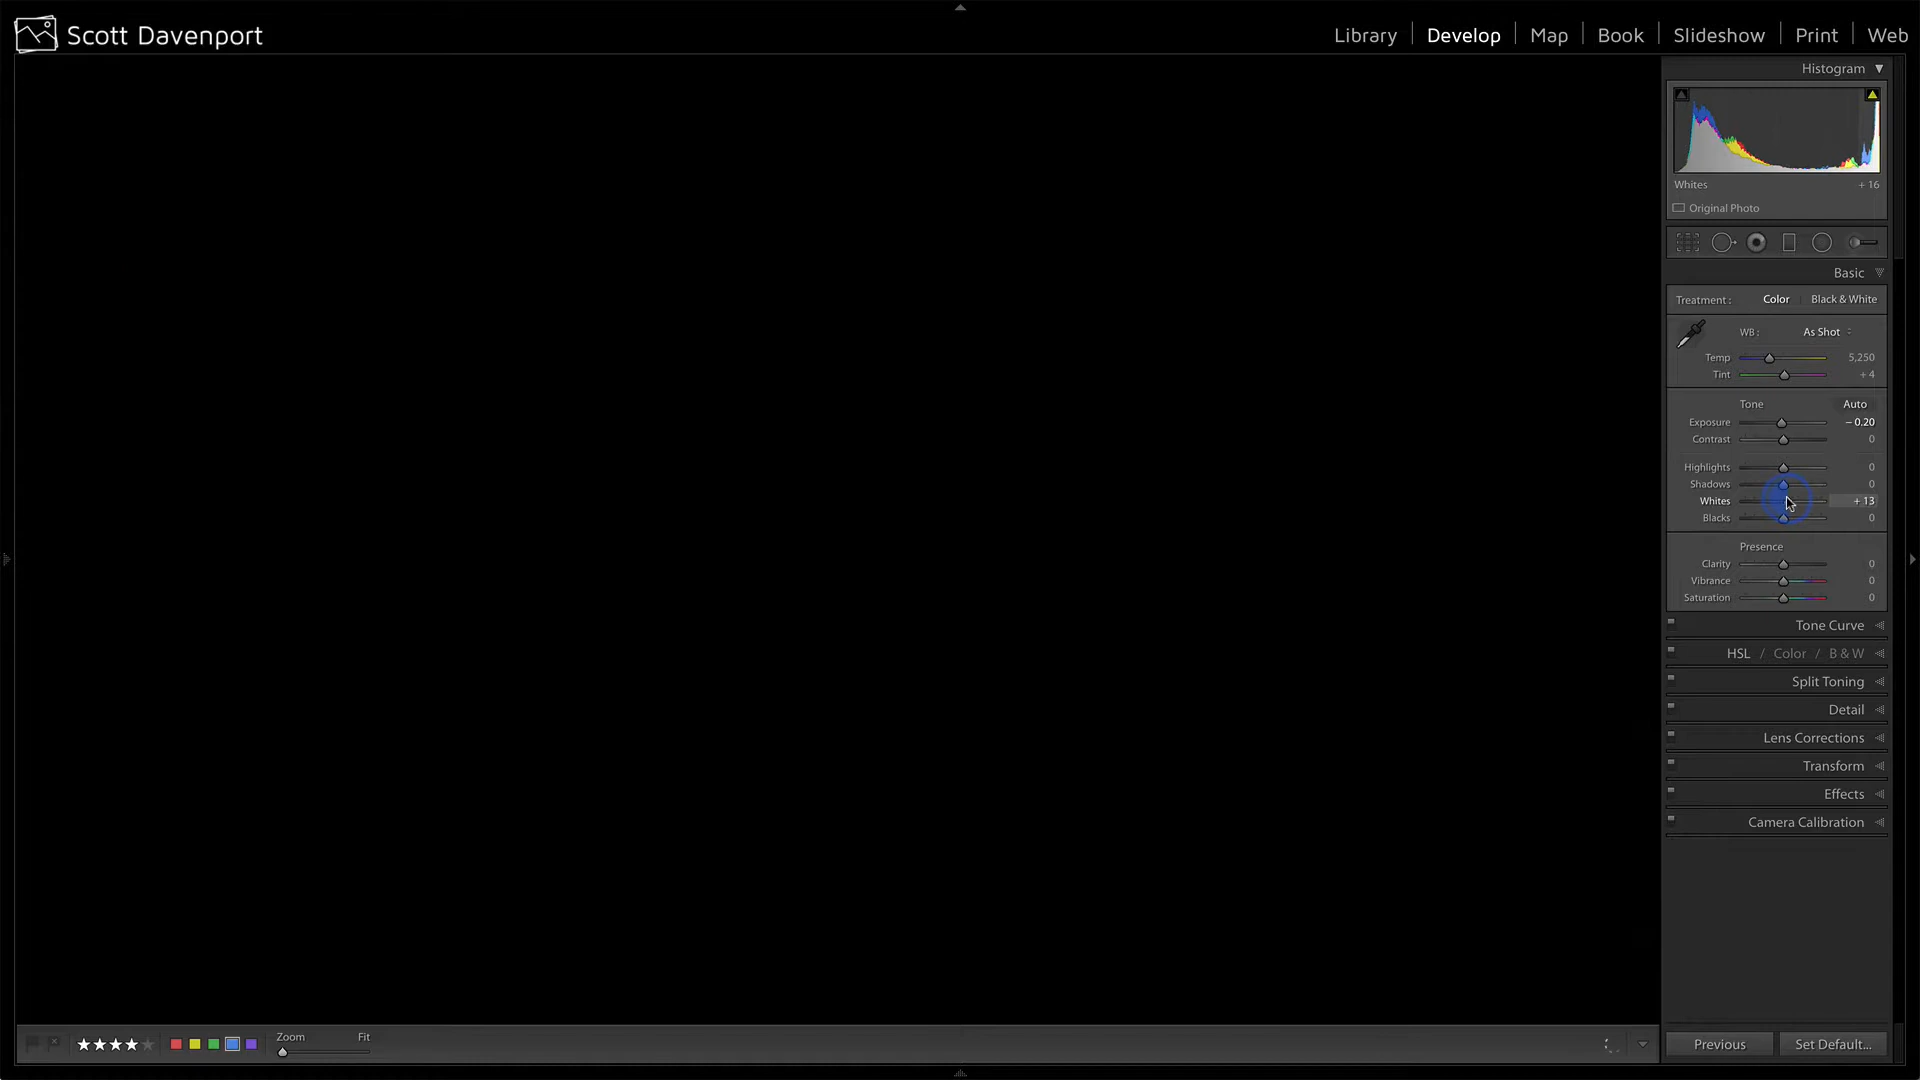 Scott Davenport
Library Develop Map Book Slideshow Print Web
Histogram
Whites + 16
Original Photo
Basic
Treatment : Color Black & White
WB : As Shot
Temp 5,250
Tint + 4
Tone Auto
Exposure – 0.20
Contrast 0
Highlights 0
Shadows 0
Whites + 13
Blacks 0
Presence
Clarity 0
Vibrance 0
Saturation 0
Tone Curve
HSL / Color / B & W
Split Toning
Detail
Lens Corrections
Transform
Effects
Camera Calibration
Zoom Fit
Previous Set Default...